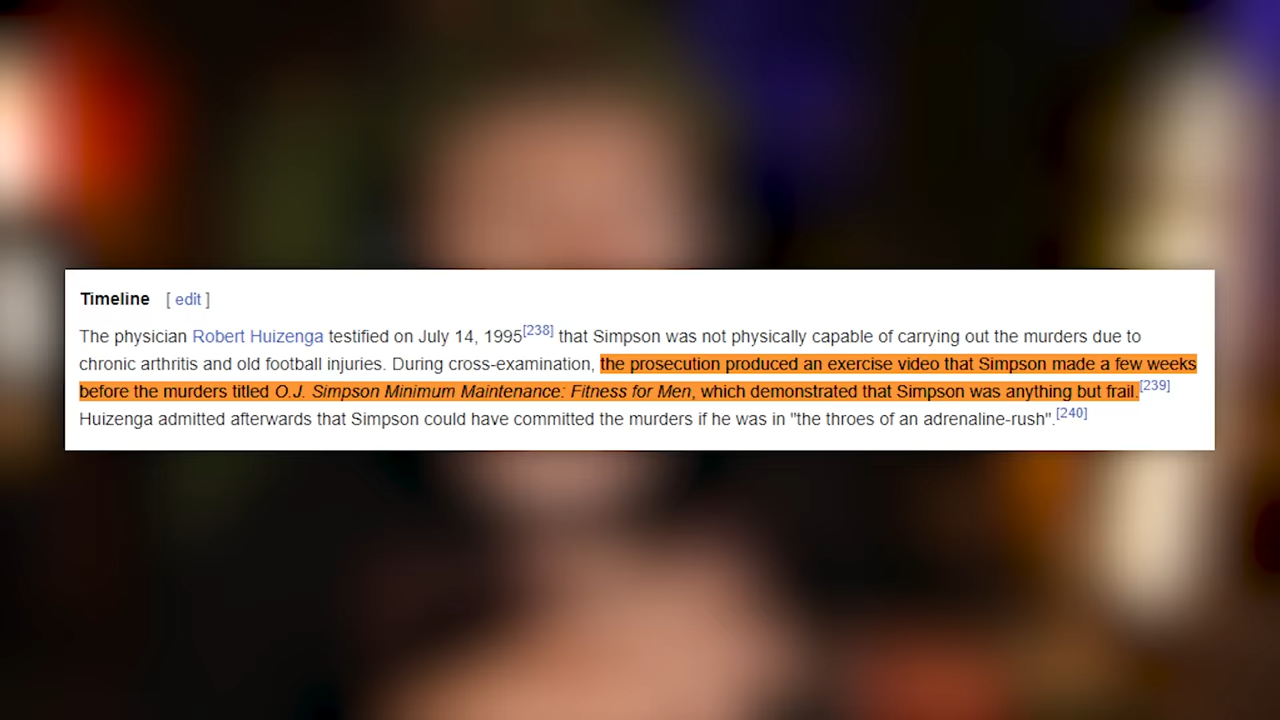 Timeline [ edit ]
The physician Robert Huizenga testified on July 14, 1995[238] that Simpson was not physically capable of carrying out the murders due to
chronic arthritis and old football injuries. During cross-examination, the prosecution produced an exercise video that Simpson made a few weeks
before the murders titled O.J. Simpson Minimum Maintenance: Fitness for Men, which demonstrated that Simpson was anything but frail.[239]
Huizenga admitted afterwards that Simpson could have committed the murders if he was in "the throes of an adrenaline-rush".[240]